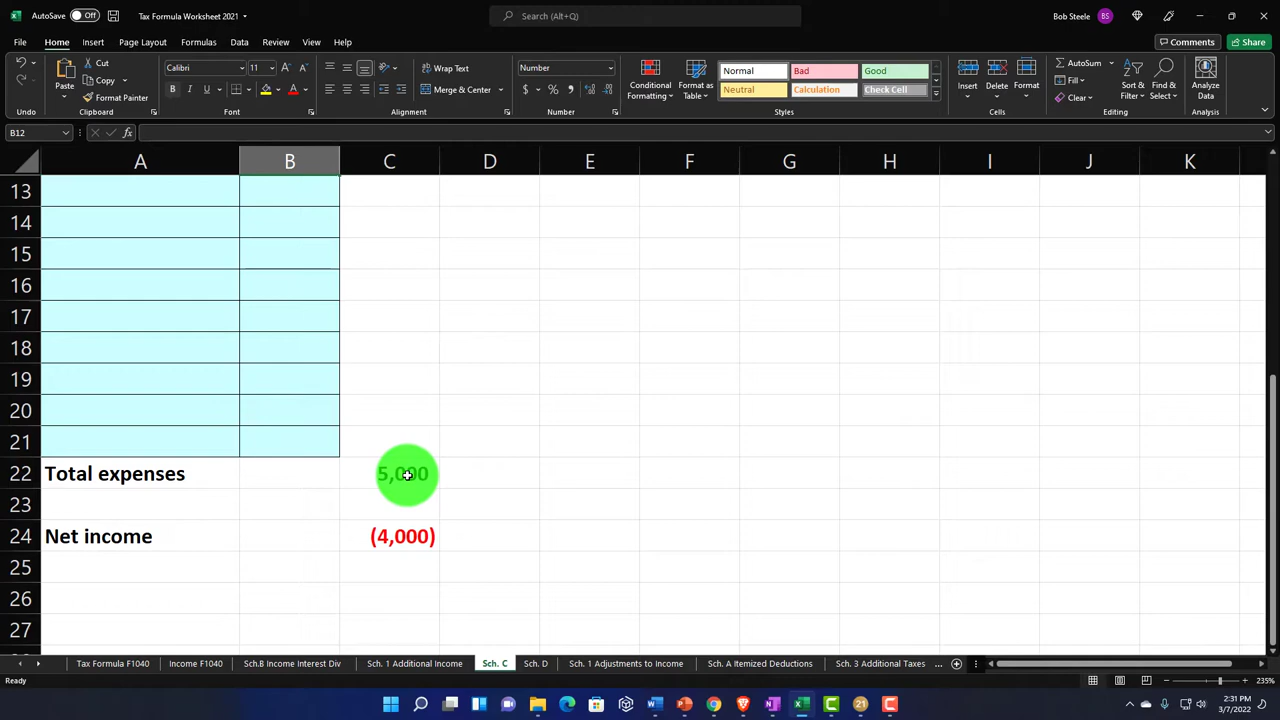 AutoSave Off Tax Formula Worksheet 2021 Search (Alt+Q) Bob Steele BS
File Home Insert Page Layout Formulas Data Review View Help Comments Share
Cut Calibri 11 Wrap Text Number Normal Bad Good AutoSum
Copy Fill
Paste Format Painter Merge & Center Conditional Formatting Format as Table Neutral Calculation Check Cell Insert Delete Format Clear Sort & Filter Find & Select Analyze Data
Undo Clipboard Font Alignment Number Styles Cells Editing Analysis
B12 fx
A B C D E F G H I J K
13
14
15
16
17
18
19
20
21
22 Total expenses 5,000
23
24 Net income (4,000)
25
26
27
Tax Formula F1040 Income F1040 Sch.B Income Interest Div Sch. 1 Additional Income Sch. C Sch. D Sch. 1 Adjustments to Income Sch. A Itemized Deductions Sch. 3 Additional Taxes ...
Ready 235%
21 2:31 PM
3/7/2022